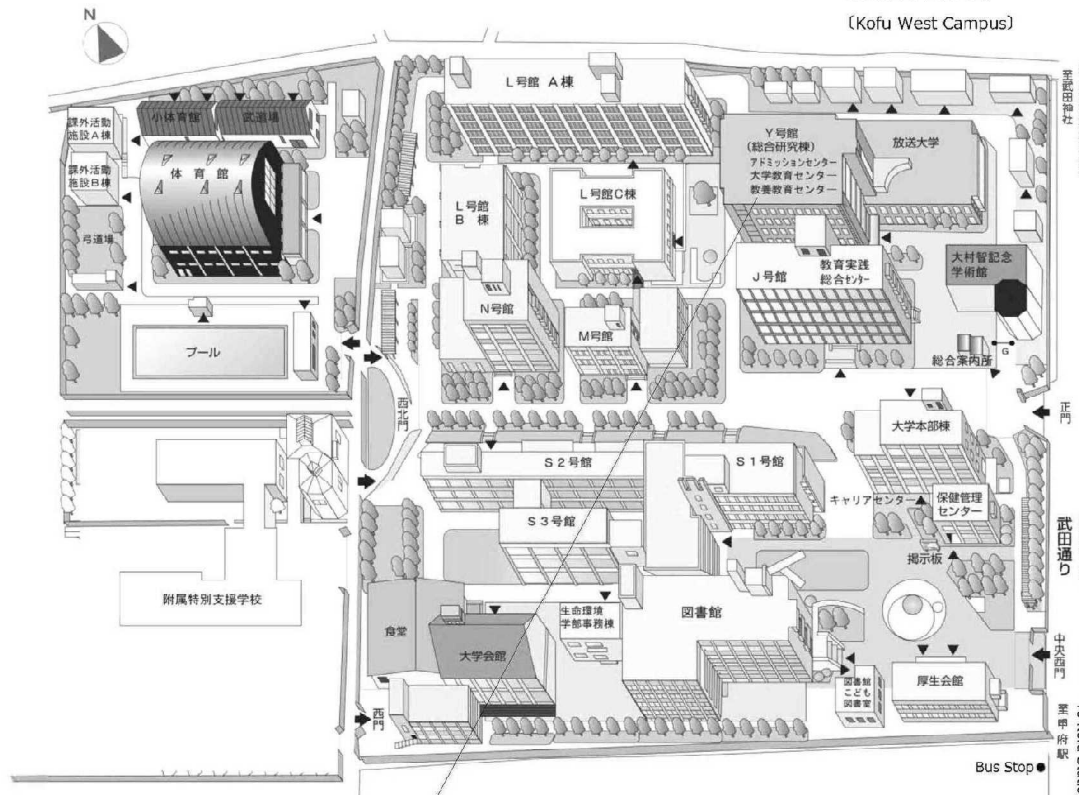 (Kofu West Campus)
N
L号館 A棟
至武田神社
課外活動
施設A棟
小体育館
武道場
Y号館
(総合研究棟)
アドミッションセンター
大学教育センター
教養教育センター
放送大学
課外活動
施設B棟
体育館
L号館
B棟
L号館C棟
弓道場
J号館
教育実践
総合センター
大村智記念
学術館
N号館
M号館
プール
総合案内所
G
西北門
正門
大学本部棟
S2号館
S1号館
キャリアセンター
保健管理
センター
S3号館
掲示板
武田通り
附属特別支援学校
生命環境
学部事務棟
図書館
食堂
大学会館
中央西門
図書館
こども
図書室
厚生会館
西門
至甲府駅
Bus Stop